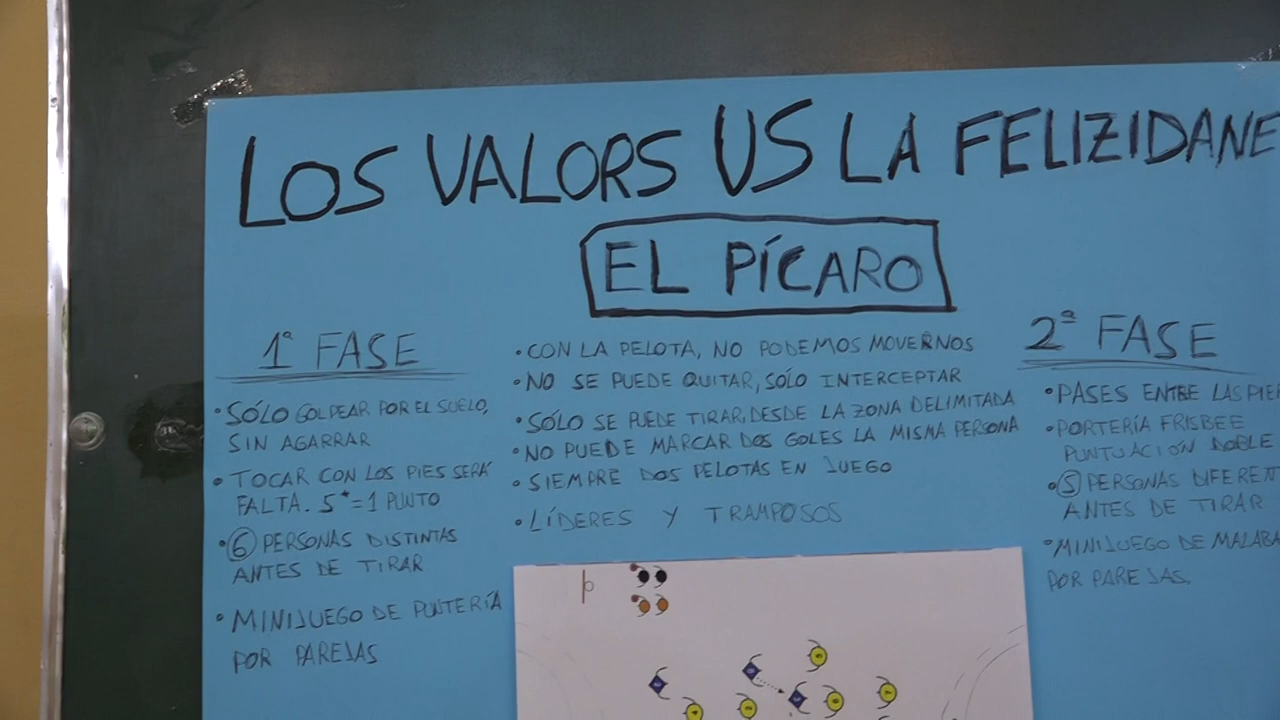 LOS VALORS VS LA FELIZIDANE
EL PÍCARO
1ª FASE
• SÓLO GOLPEAR POR EL SUELO,
SIN AGARRAR
• TOCAR CON LOS PIES SERÁ
FALTA. 5*=1 PUNTO
• 6 PERSONAS DISTINTAS
ANTES DE TIRAR
• MINIJUEGO DE PUNTERÍA
POR PAREJAS
• CON LA PELOTA, NO PODEMOS MOVERNOS
• NO SE PUEDE QUITAR, SÓLO INTERCEPTAR
• SÓLO SE PUEDE TIRAR, DESDE LA ZONA DELIMITADA
• NO PUEDE MARCAR DOS GOLES LA MISMA PERSONA
• SIEMPRE DOS PELOTAS EN JUEGO
• LÍDERES Y TRAMPOSOS
2ª FASE
• PASES ENTRE LAS PIER
• PORTERÍA FRISBEE
PUNTUACIÓN DOBLE
• 5 PERSONAS DIFEREN
ANTES DE TIRAR
• MINIJUEGO DE MALABA
POR PAREJAS.